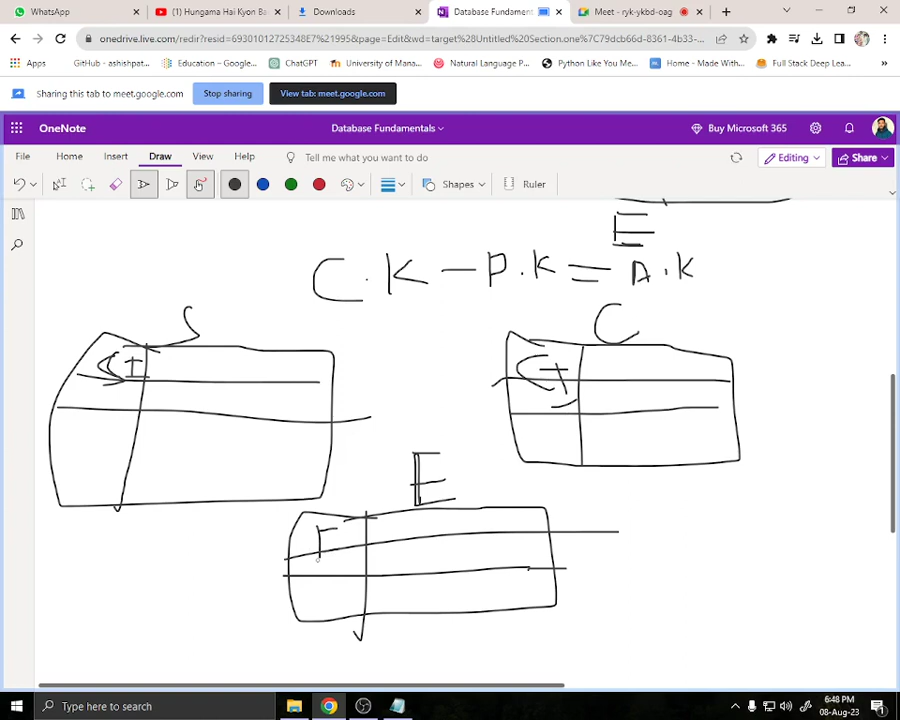 WhatsApp
(1) Hungama Hai Kyon Ba
Downloads
Database Fundament
Meet - ryk-ykbd-oag
onedrive.live.com/redir?resid=69301012725348E7%21995&page=Edit&wd=target%28Untitled%20Section.one%7C79dcb66d-8361-4b33-...
Apps
GitHub - ashishpat...
Education – Google...
ChatGPT
University of Mana...
Natural Language P...
Python Like You Me...
Home - Made With...
Full Stack Deep Lea...
Sharing this tab to meet.google.com
Stop sharing
View tab: meet.google.com
OneNote
Database Fundamentals
Buy Microsoft 365
File
Home
Insert
Draw
View
Help
Tell me what you want to do
Editing
Share
Shapes
Ruler
E
C.K — P.K = A.K
S
C
E
Type here to search
6:48 PM
08-Aug-23